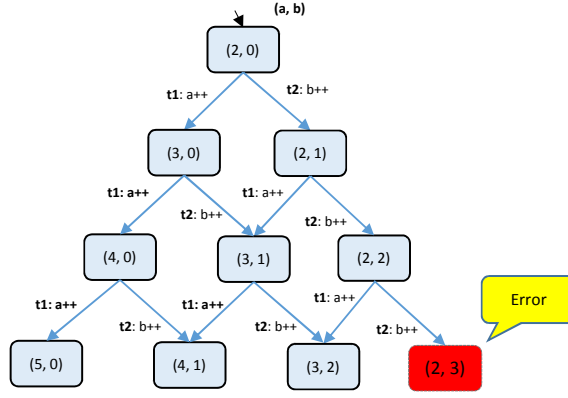 (a, b)
(2, 0)
t1: a++
t2: b++
(3, 0)
(2, 1)
t1: a++
t1: a++
t2: b++
t2: b++
(4, 0)
(3, 1)
(2, 2)
Error
t1: a++
t1: a++
t1: a++
t2: b++
t2: b++
t2: b++
(5, 0)
(4, 1)
(3, 2)
(2, 3)